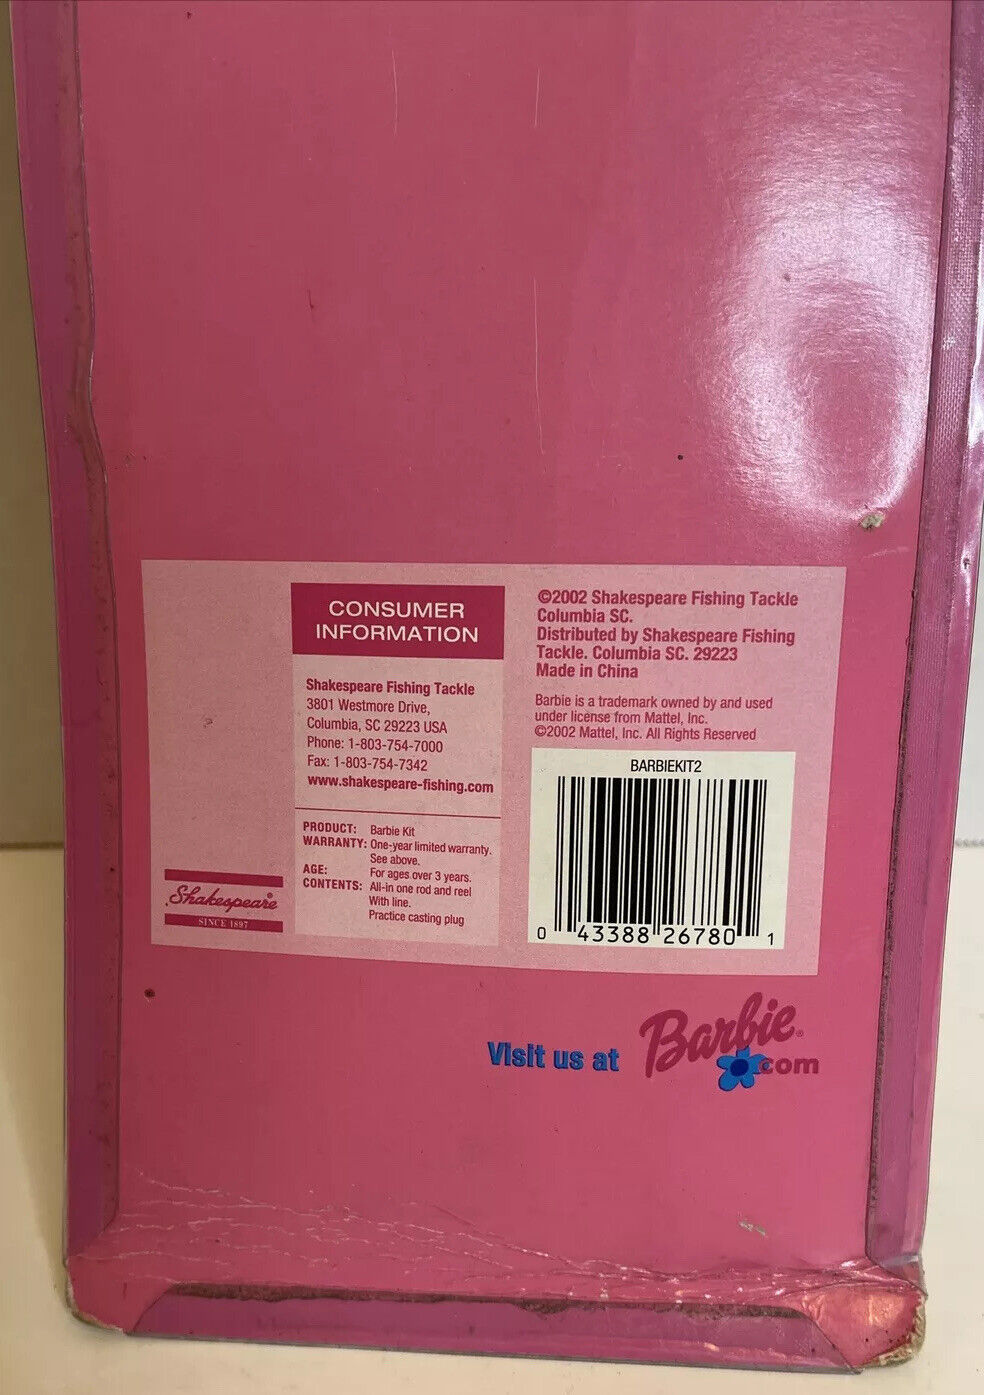 CONSUMER
INFORMATION
Shakespeare Fishing Tackle
3801 Westmore Drive,
Columbia, SC 29223 USA
Phone: 1-803-754-7000
Fax: 1-803-754-7342
www.shakespeare-fishing.com
PRODUCT: Barbie Kit
WARRANTY: One-year limited warranty.
See above.
AGE: For ages over 3 years.
CONTENTS: All-in one rod and reel
With line.
Practice casting plug
Shakespeare®
SINCE 1897
©2002 Shakespeare Fishing Tackle
Columbia SC.
Distributed by Shakespeare Fishing
Tackle. Columbia SC. 29223
Made in China
Barbie is a trademark owned by and used
under license from Mattel, Inc.
©2002 Mattel, Inc. All Rights Reserved
BARBIEKIT2
0 43388 26780 1
Visit us at Barbie®
com